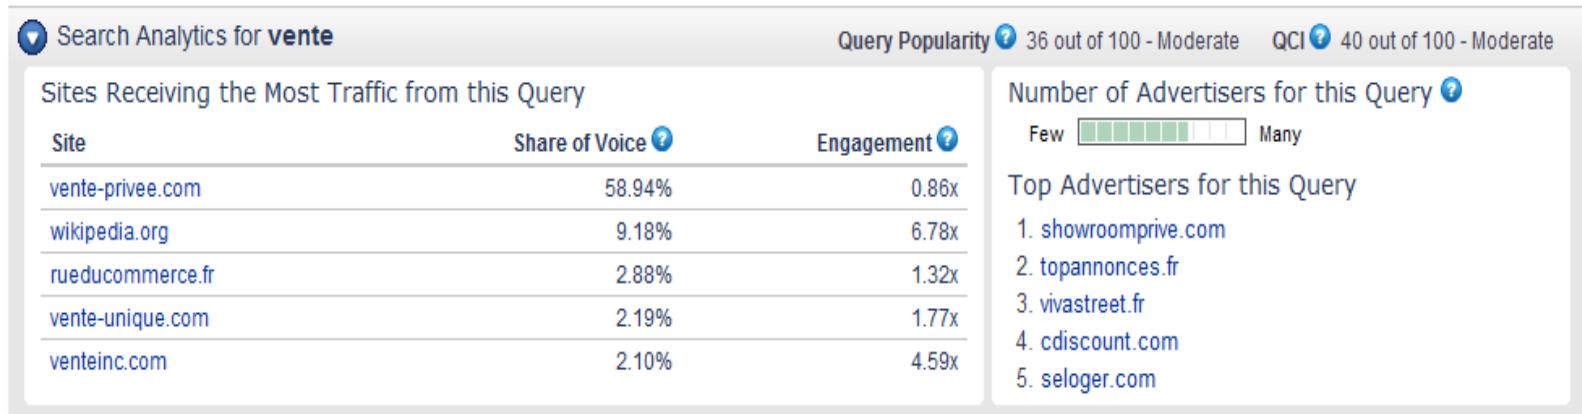 Search Analytics for vente
Query Popularity ? 36 out of 100 - Moderate QCI ? 40 out of 100 - Moderate
Sites Receiving the Most Traffic from this Query
Site Share of Voice ? Engagement ?
vente-privee.com 58.94% 0.86x
wikipedia.org 9.18% 6.78x
rueducommerce.fr 2.88% 1.32x
vente-unique.com 2.19% 1.77x
venteinc.com 2.10% 4.59x
Number of Advertisers for this Query ?
Few Many
Top Advertisers for this Query
1. showroomprive.com
2. topannonces.fr
3. vivastreet.fr
4. cdiscount.com
5. seloger.com